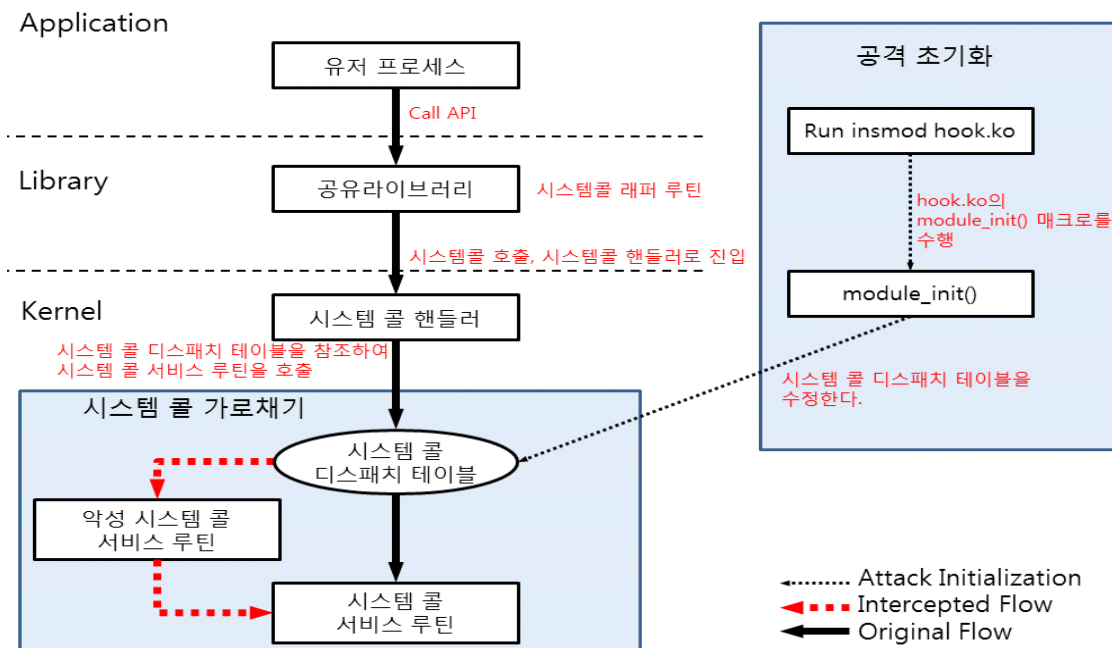 Application
유저 프로세스
Call API
Library
공유라이브러리
시스템콜 래퍼 루틴
시스템콜 호출, 시스템콜 핸들러로 진입
Kernel
시스템 콜 핸들러
시스템 콜 디스패치 테이블을 참조하여
시스템 콜 서비스 루틴을 호출
시스템 콜 가로채기
시스템 콜
디스패치 테이블
악성 시스템 콜
서비스 루틴
시스템 콜
서비스 루틴
공격 초기화
Run insmod hook.ko
hook.ko의
module_init() 매크로를
수행
module_init()
시스템 콜 디스패치 테이블을
수정한다.
Attack Initialization
Intercepted Flow
Original Flow